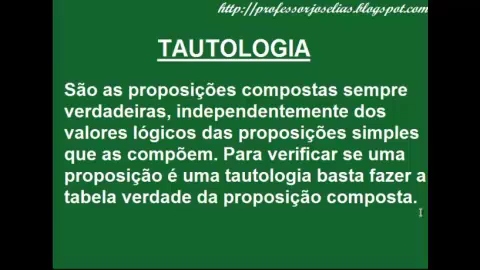 http://professorjoselias.blogspot.com
TAUTOLOGIA
São as proposições compostas sempre
verdadeiras, independentemente dos
valores lógicos das proposições simples
que as compõem. Para verificar se uma
proposição é uma tautologia basta fazer a
tabela verdade da proposição composta.